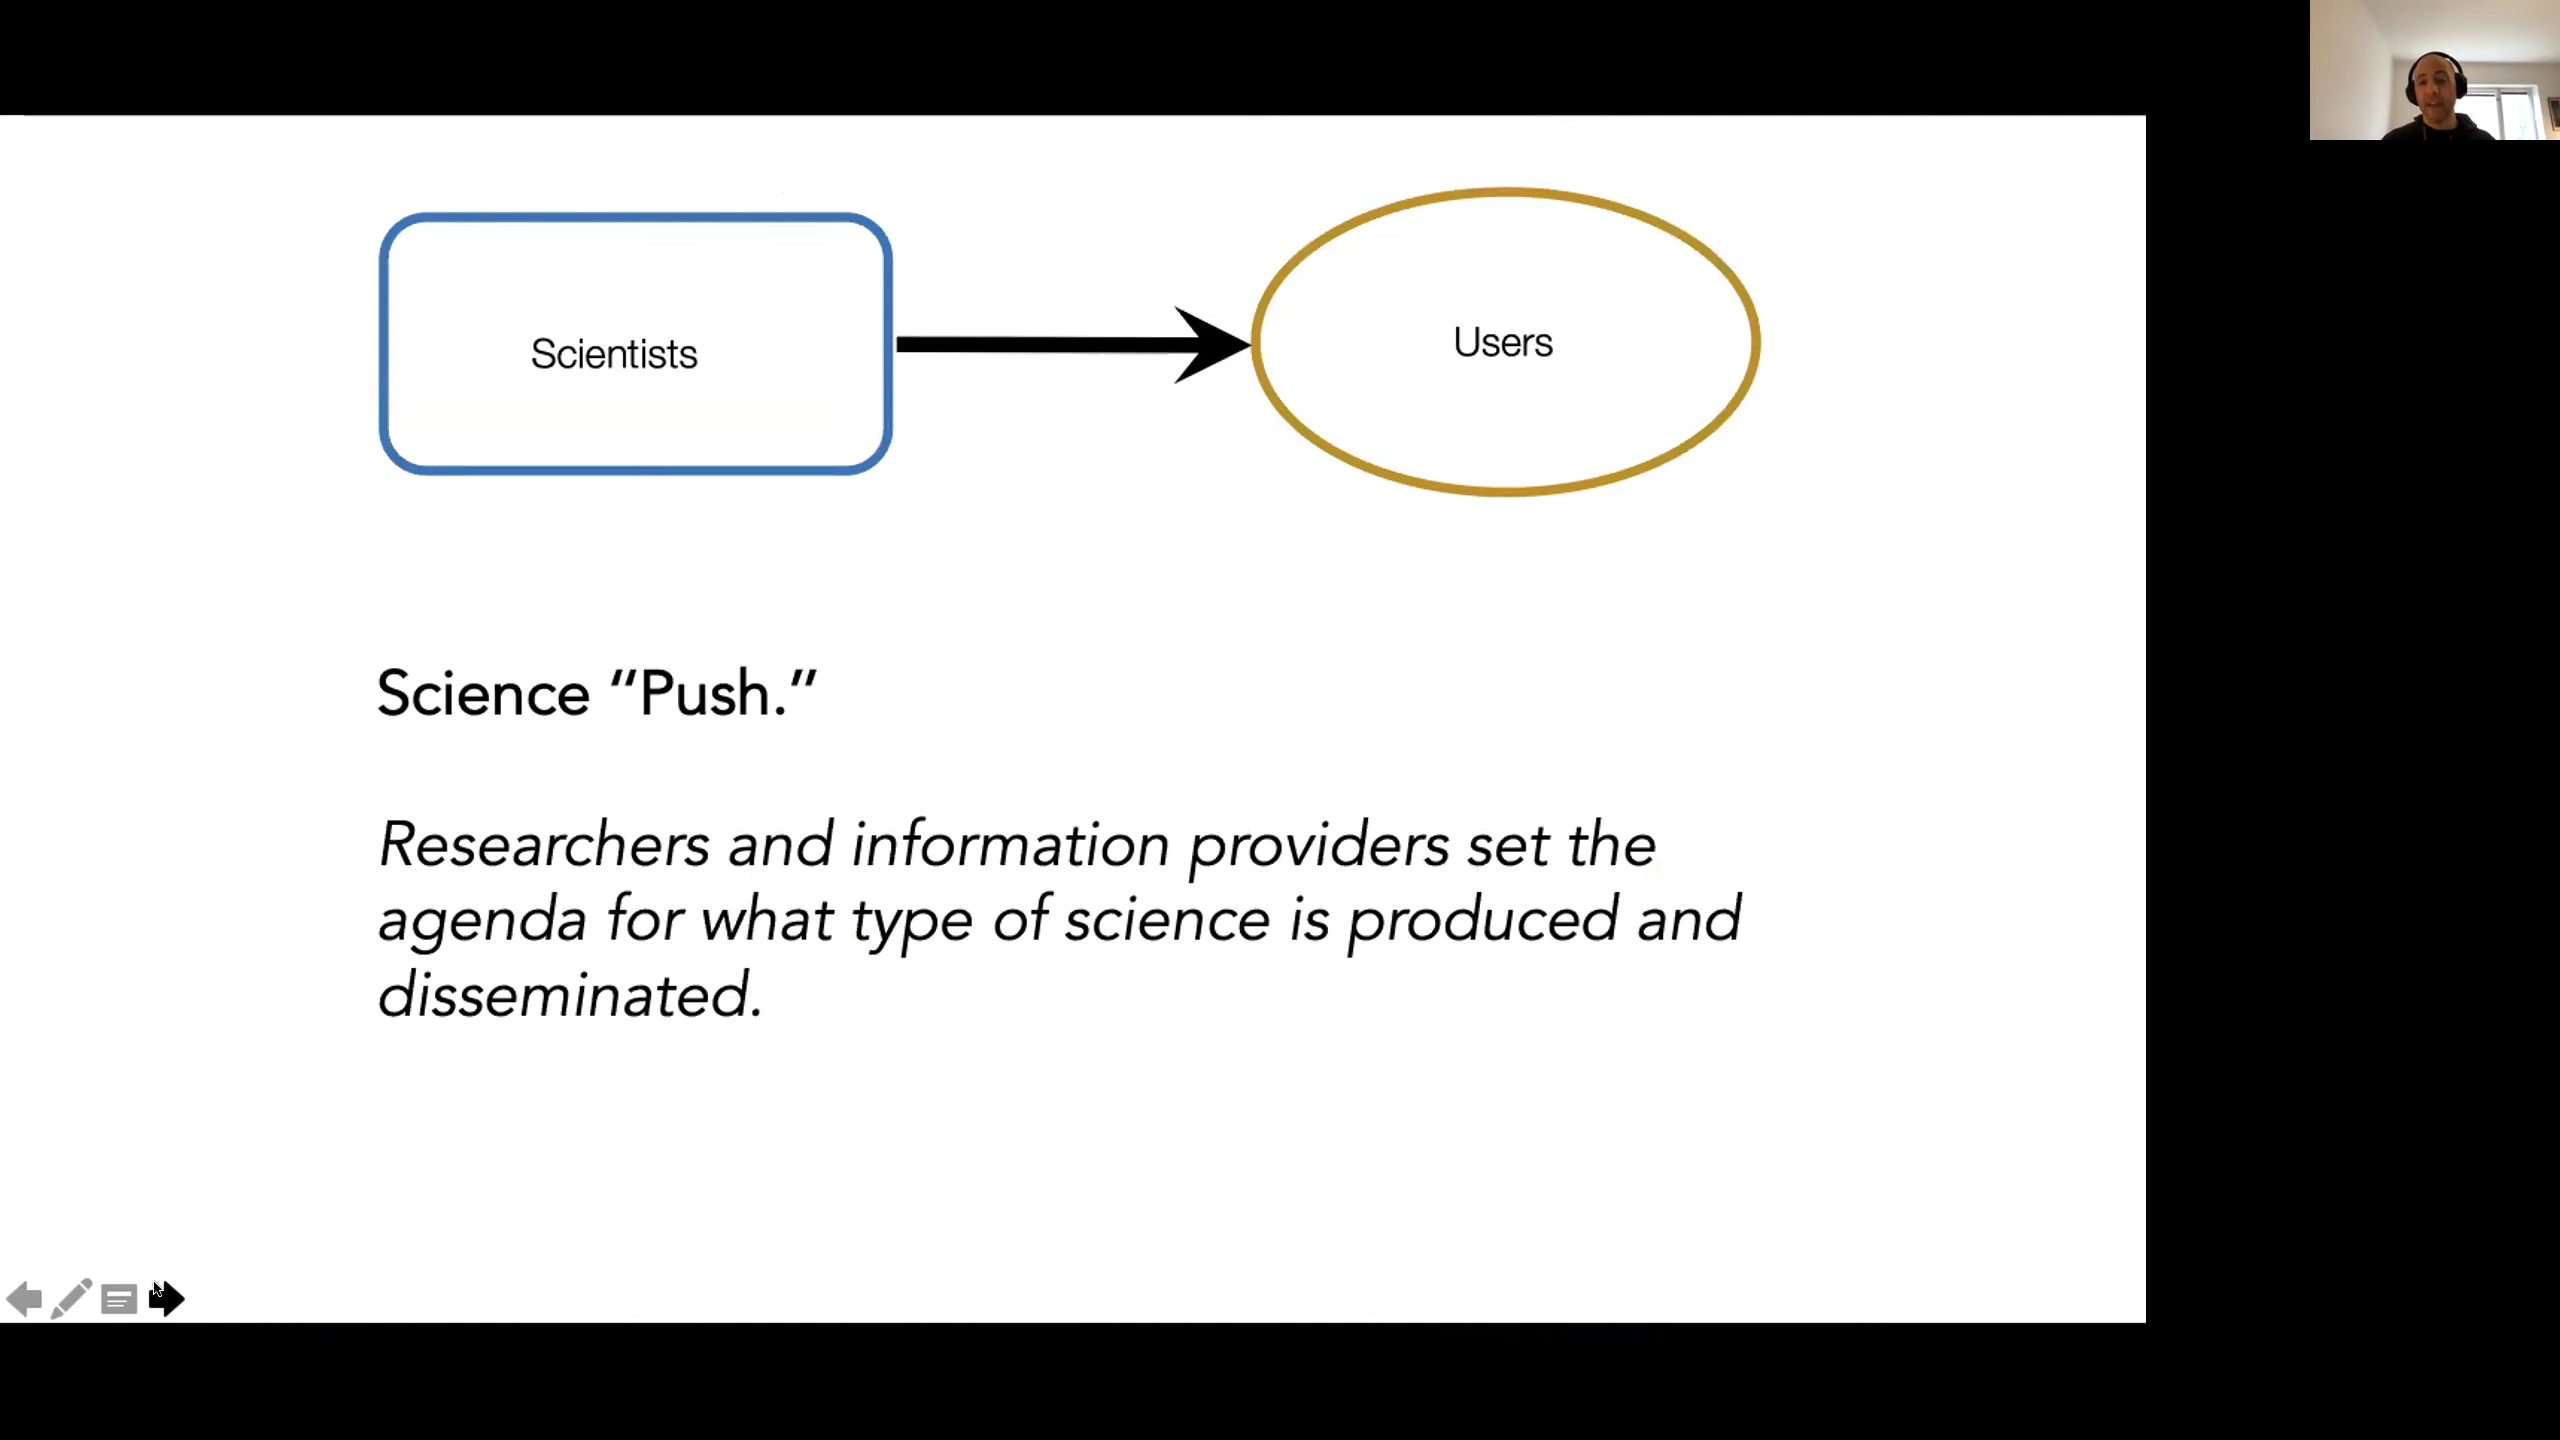 Scientists
Users
Science “Push.”
Researchers and information providers set the
agenda for what type of science is produced and
disseminated.